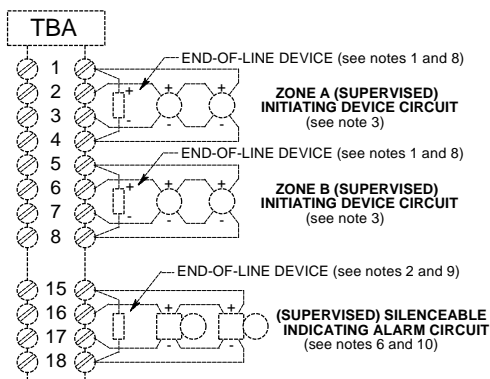 TBA
1
END-OF-LINE DEVICE (see notes 1 and 8)
2
+ + +
ZONE A (SUPERVISED)
INITIATING DEVICE CIRCUIT
3
(see note 3)
- - -
4
5
END-OF-LINE DEVICE (see notes 1 and 8)
6
+ + +
ZONE B (SUPERVISED)
INITIATING DEVICE CIRCUIT
7
(see note 3)
- - -
8
END-OF-LINE DEVICE (see notes 2 and 9)
15
16
+ +
(SUPERVISED) SILENCEABLE
INDICATING ALARM CIRCUIT
17
(see notes 6 and 10)
- -
18